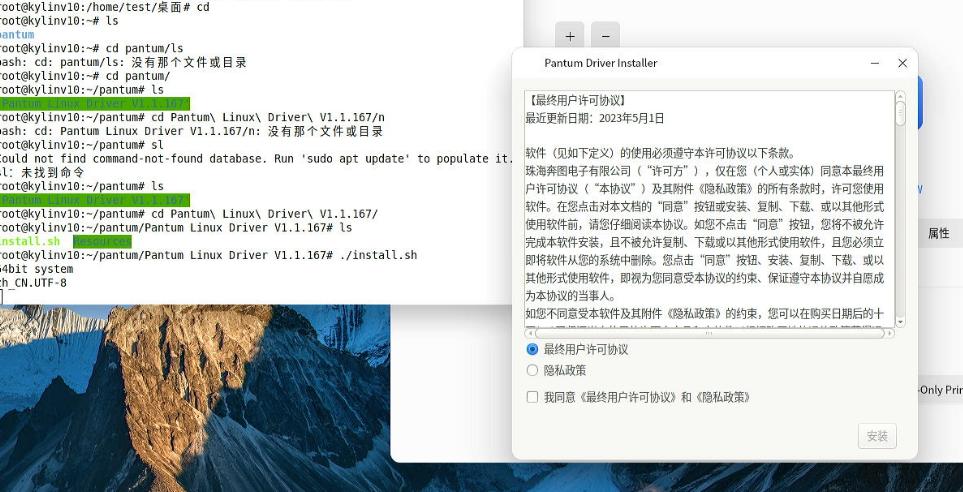 root@kylinv10:/home/test/桌面# cd
root@kylinv10:~# ls
pantum
root@kylinv10:~# cd pantum/ls
bash: cd: pantum/ls: 没有那个文件或目录
root@kylinv10:~# cd pantum/
root@kylinv10:~/pantum# ls
'Pantum Linux Driver V1.1.167'
root@kylinv10:~/pantum# cd Pantum\ Linux\ Driver\ V1.1.167/n
bash: cd: Pantum Linux Driver V1.1.167/n: 没有那个文件或目录
root@kylinv10:~/pantum# sl
Could not find command-not-found database. Run 'sudo apt update' to populate it.
sl: 未找到命令
root@kylinv10:~/pantum# ls
'Pantum Linux Driver V1.1.167'
root@kylinv10:~/pantum# cd Pantum\ Linux\ Driver\ V1.1.167/
root@kylinv10:~/pantum/Pantum Linux Driver V1.1.167# ls
install.sh Resources
root@kylinv10:~/pantum/Pantum Linux Driver V1.1.167# ./install.sh
64bit system
zh_CN.UTF-8
Pantum Driver Installer
【最终用户许可协议】
最近更新日期：2023年5月1日
软件（见如下定义）的使用必须遵守本许可协议以下条款。
珠海奔图电子有限公司（“许可方”），仅在您（个人或实体）同意本最终用
户许可协议（“本协议”）及其附件《隐私政策》的所有条款时，许可您使用
软件。在您点击对本文档的“同意”按钮或安装、复制、下载、或以其他形式
使用软件前，请您仔细阅读本协议。如您不点击“同意”按钮，您将不被允许
完成本软件安装，且不被允许复制、下载或以其他形式使用软件，且您必须立
即将软件从您的系统中删除。您点击“同意”按钮、安装、复制、下载、或以
其他形式使用软件，即视为您同意受本协议的约束、保证遵守本协议并自愿成
为本协议的当事人。
如您不同意受本软件及其附件《隐私政策》的约束，您可以在购买日期后的十
最终用户许可协议
隐私政策
我同意《最终用户许可协议》和《隐私政策》
安装
属性
-Only Prin